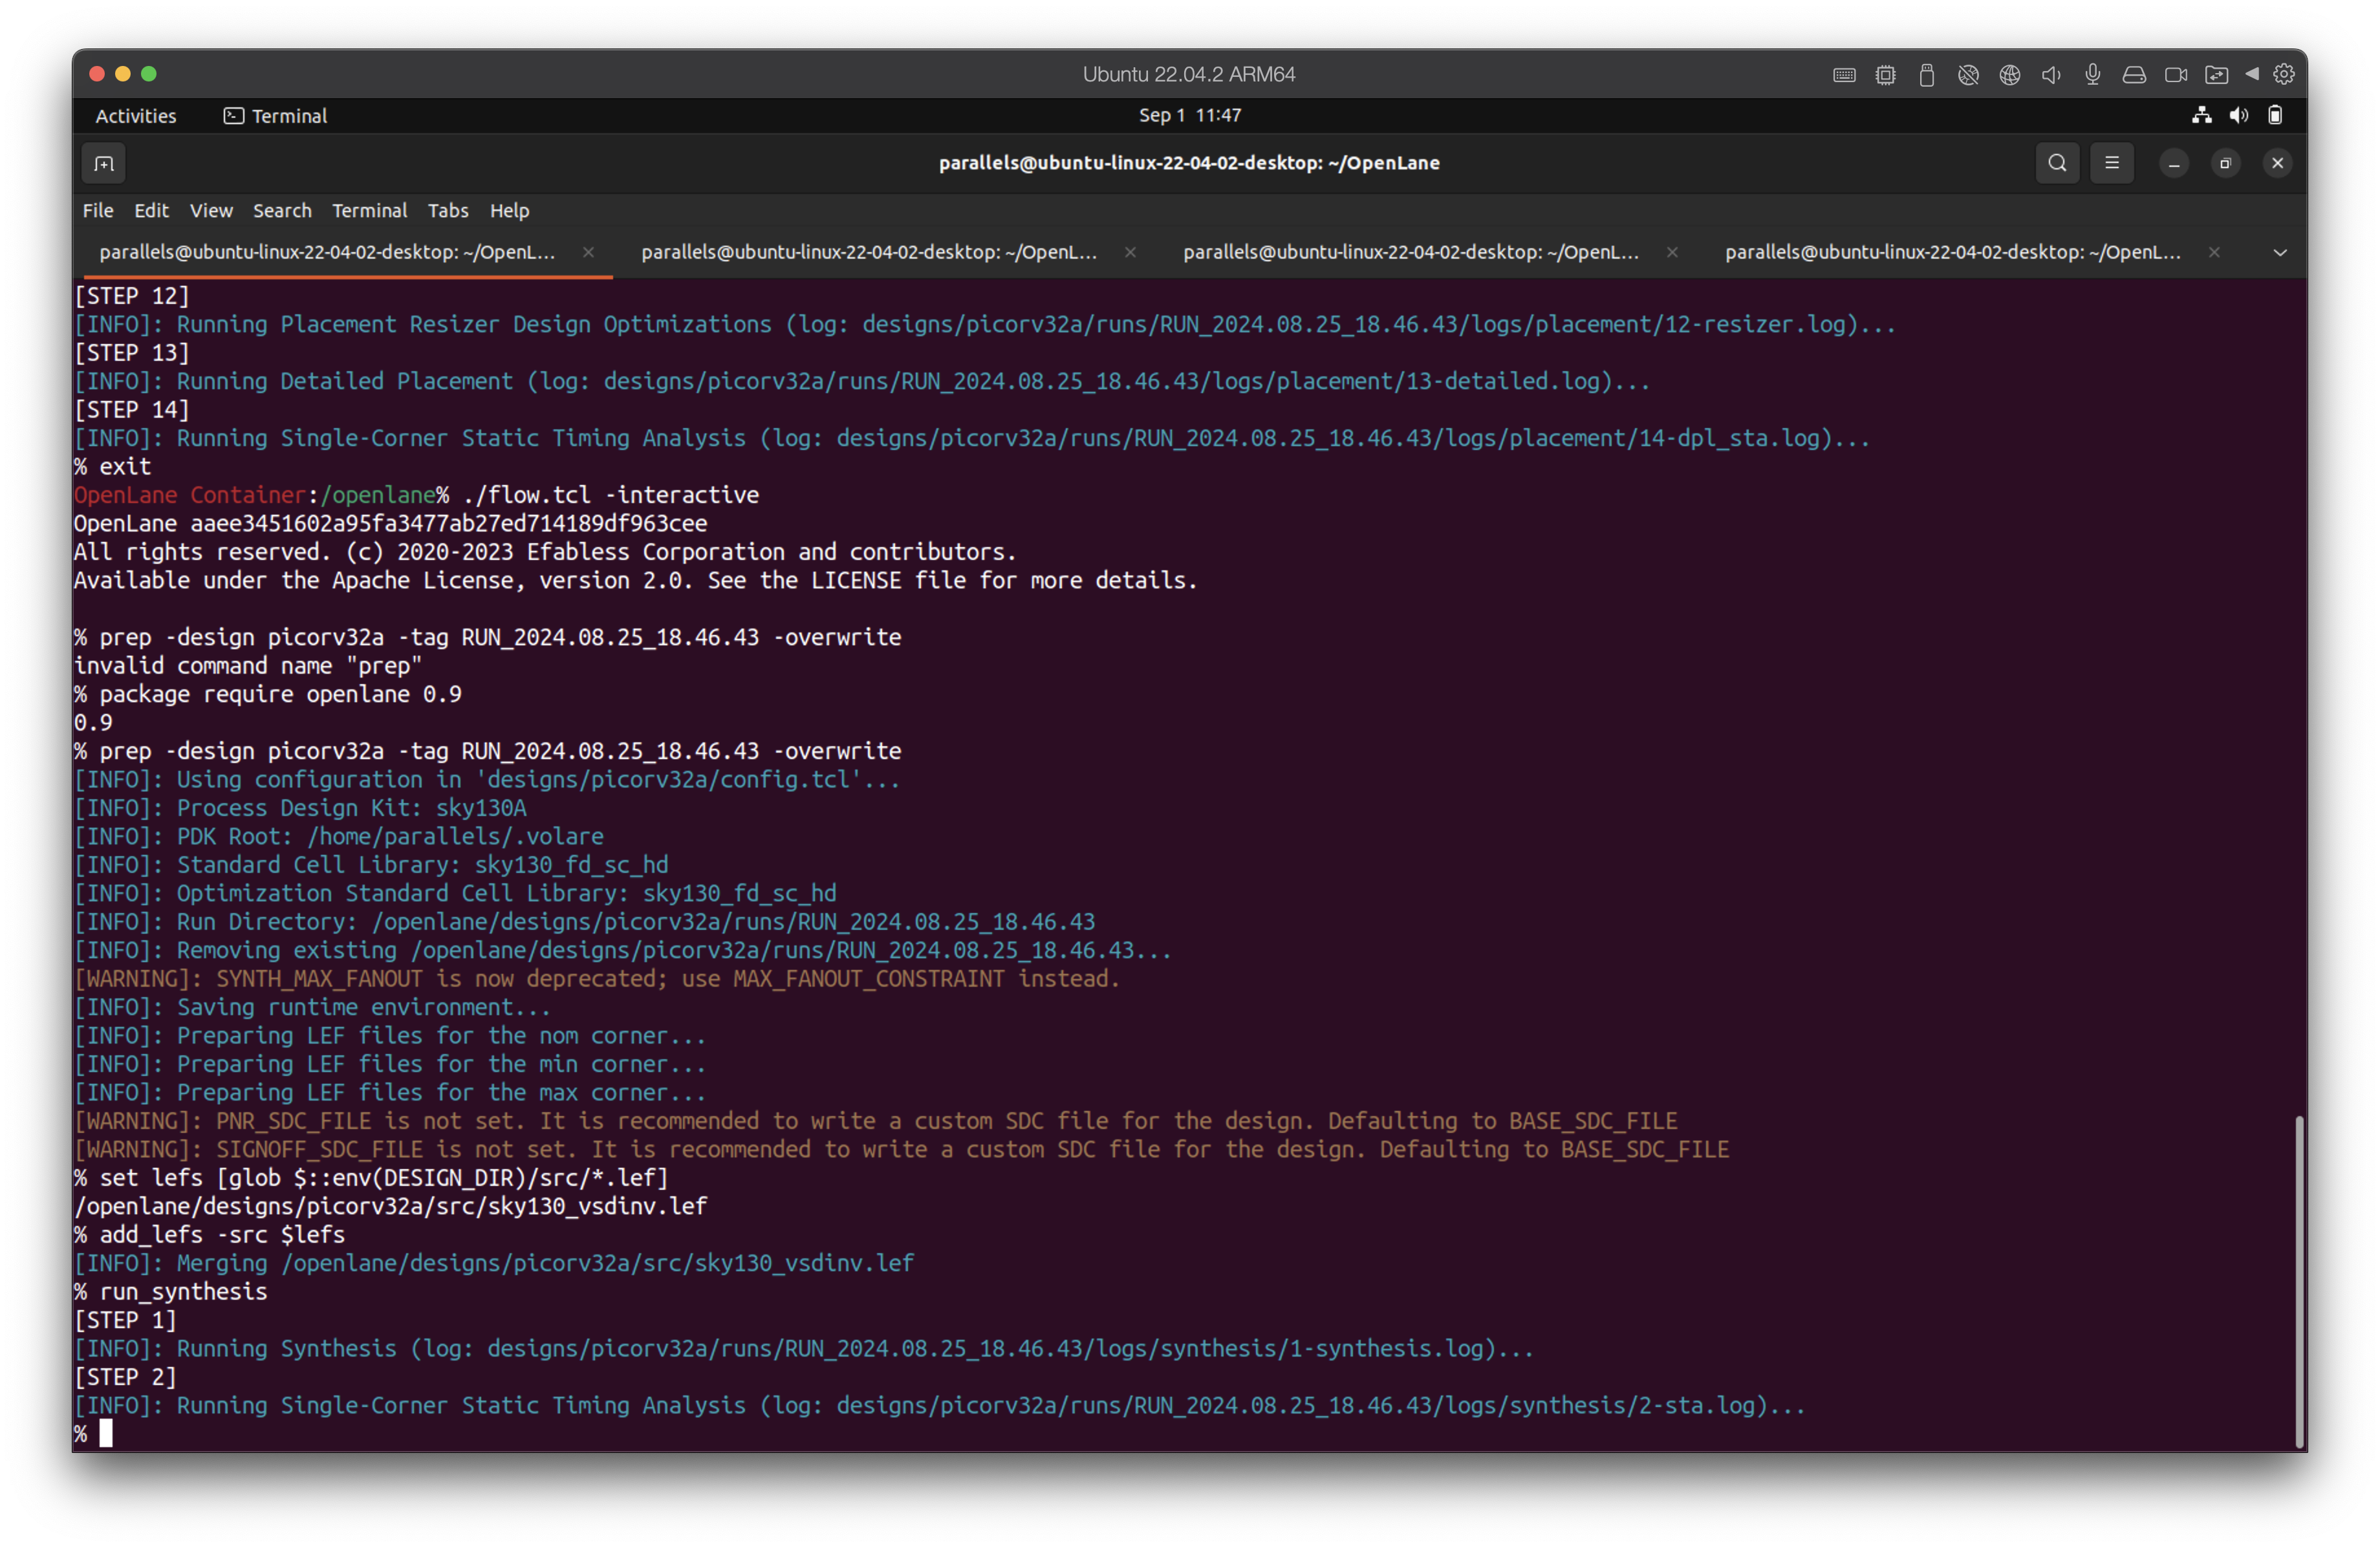 Ubuntu 22.04.2 ARM64
Activities
Terminal
Sep 1 11:47
parallels@ubuntu-linux-22-04-02-desktop: ~/OpenLane
File Edit View Search Terminal Tabs Help
parallels@ubuntu-linux-22-04-02-desktop: ~/OpenL...
parallels@ubuntu-linux-22-04-02-desktop: ~/OpenL...
parallels@ubuntu-linux-22-04-02-desktop: ~/OpenL...
parallels@ubuntu-linux-22-04-02-desktop: ~/OpenL...
[STEP 12]
[INFO]: Running Placement Resizer Design Optimizations (log: designs/picorv32a/runs/RUN_2024.08.25_18.46.43/logs/placement/12-resizer.log)...
[STEP 13]
[INFO]: Running Detailed Placement (log: designs/picorv32a/runs/RUN_2024.08.25_18.46.43/logs/placement/13-detailed.log)...
[STEP 14]
[INFO]: Running Single-Corner Static Timing Analysis (log: designs/picorv32a/runs/RUN_2024.08.25_18.46.43/logs/placement/14-dpl_sta.log)...
% exit
OpenLane Container:/openlane% ./flow.tcl -interactive
OpenLane aaee3451602a95fa3477ab27ed714189df963cee
All rights reserved. (c) 2020-2023 Efabless Corporation and contributors.
Available under the Apache License, version 2.0. See the LICENSE file for more details.
% prep -design picorv32a -tag RUN_2024.08.25_18.46.43 -overwrite
invalid command name "prep"
% package require openlane 0.9
0.9
% prep -design picorv32a -tag RUN_2024.08.25_18.46.43 -overwrite
[INFO]: Using configuration in 'designs/picorv32a/config.tcl'...
[INFO]: Process Design Kit: sky130A
[INFO]: PDK Root: /home/parallels/.volare
[INFO]: Standard Cell Library: sky130_fd_sc_hd
[INFO]: Optimization Standard Cell Library: sky130_fd_sc_hd
[INFO]: Run Directory: /openlane/designs/picorv32a/runs/RUN_2024.08.25_18.46.43
[INFO]: Removing existing /openlane/designs/picorv32a/runs/RUN_2024.08.25_18.46.43...
[WARNING]: SYNTH_MAX_FANOUT is now deprecated; use MAX_FANOUT_CONSTRAINT instead.
[INFO]: Saving runtime environment...
[INFO]: Preparing LEF files for the nom corner...
[INFO]: Preparing LEF files for the min corner...
[INFO]: Preparing LEF files for the max corner...
[WARNING]: PNR_SDC_FILE is not set. It is recommended to write a custom SDC file for the design. Defaulting to BASE_SDC_FILE
[WARNING]: SIGNOFF_SDC_FILE is not set. It is recommended to write a custom SDC file for the design. Defaulting to BASE_SDC_FILE
% set lefs [glob $::env(DESIGN_DIR)/src/*.lef]
/openlane/designs/picorv32a/src/sky130_vsdinv.lef
% add_lefs -src $lefs
[INFO]: Merging /openlane/designs/picorv32a/src/sky130_vsdinv.lef
% run_synthesis
[STEP 1]
[INFO]: Running Synthesis (log: designs/picorv32a/runs/RUN_2024.08.25_18.46.43/logs/synthesis/1-synthesis.log)...
[STEP 2]
[INFO]: Running Single-Corner Static Timing Analysis (log: designs/picorv32a/runs/RUN_2024.08.25_18.46.43/logs/synthesis/2-sta.log)...
%